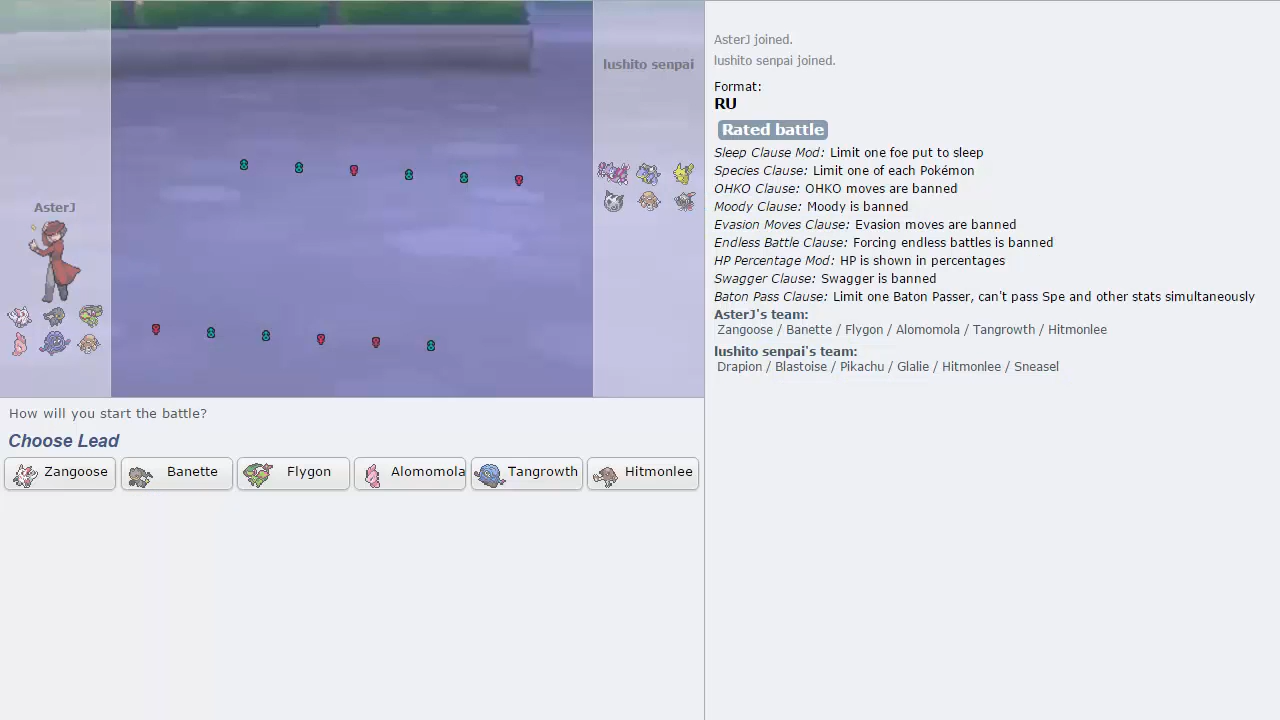 AsterJ
lushito senpai
How will you start the battle?
Choose Lead
Zangoose
Banette
Flygon
Alomomola
Tangrowth
Hitmonlee
AsterJ joined.
lushito senpai joined.
Format:
RU
Rated battle
Sleep Clause Mod: Limit one foe put to sleep
Species Clause: Limit one of each Pokémon
OHKO Clause: OHKO moves are banned
Moody Clause: Moody is banned
Evasion Moves Clause: Evasion moves are banned
Endless Battle Clause: Forcing endless battles is banned
HP Percentage Mod: HP is shown in percentages
Swagger Clause: Swagger is banned
Baton Pass Clause: Limit one Baton Passer, can't pass Spe and other stats simultaneously
AsterJ's team:
Zangoose / Banette / Flygon / Alomomola / Tangrowth / Hitmonlee
lushito senpai's team:
Drapion / Blastoise / Pikachu / Glalie / Hitmonlee / Sneasel